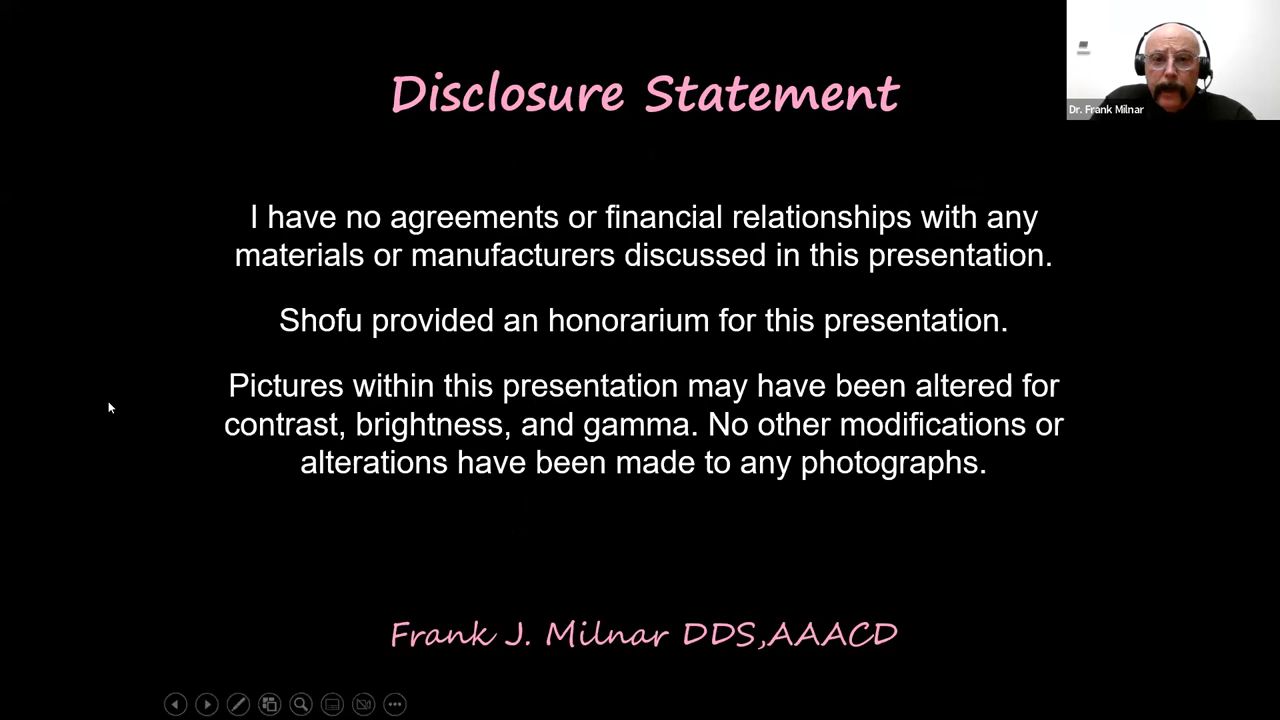 Disclosure Statement
Dr. Frank Milnar
I have no agreements or financial relationships with any
materials or manufacturers discussed in this presentation.
Shofu provided an honorarium for this presentation.
Pictures within this presentation may have been altered for
contrast, brightness, and gamma. No other modifications or
alterations have been made to any photographs.
Frank J. Milnar DDS,AAACD